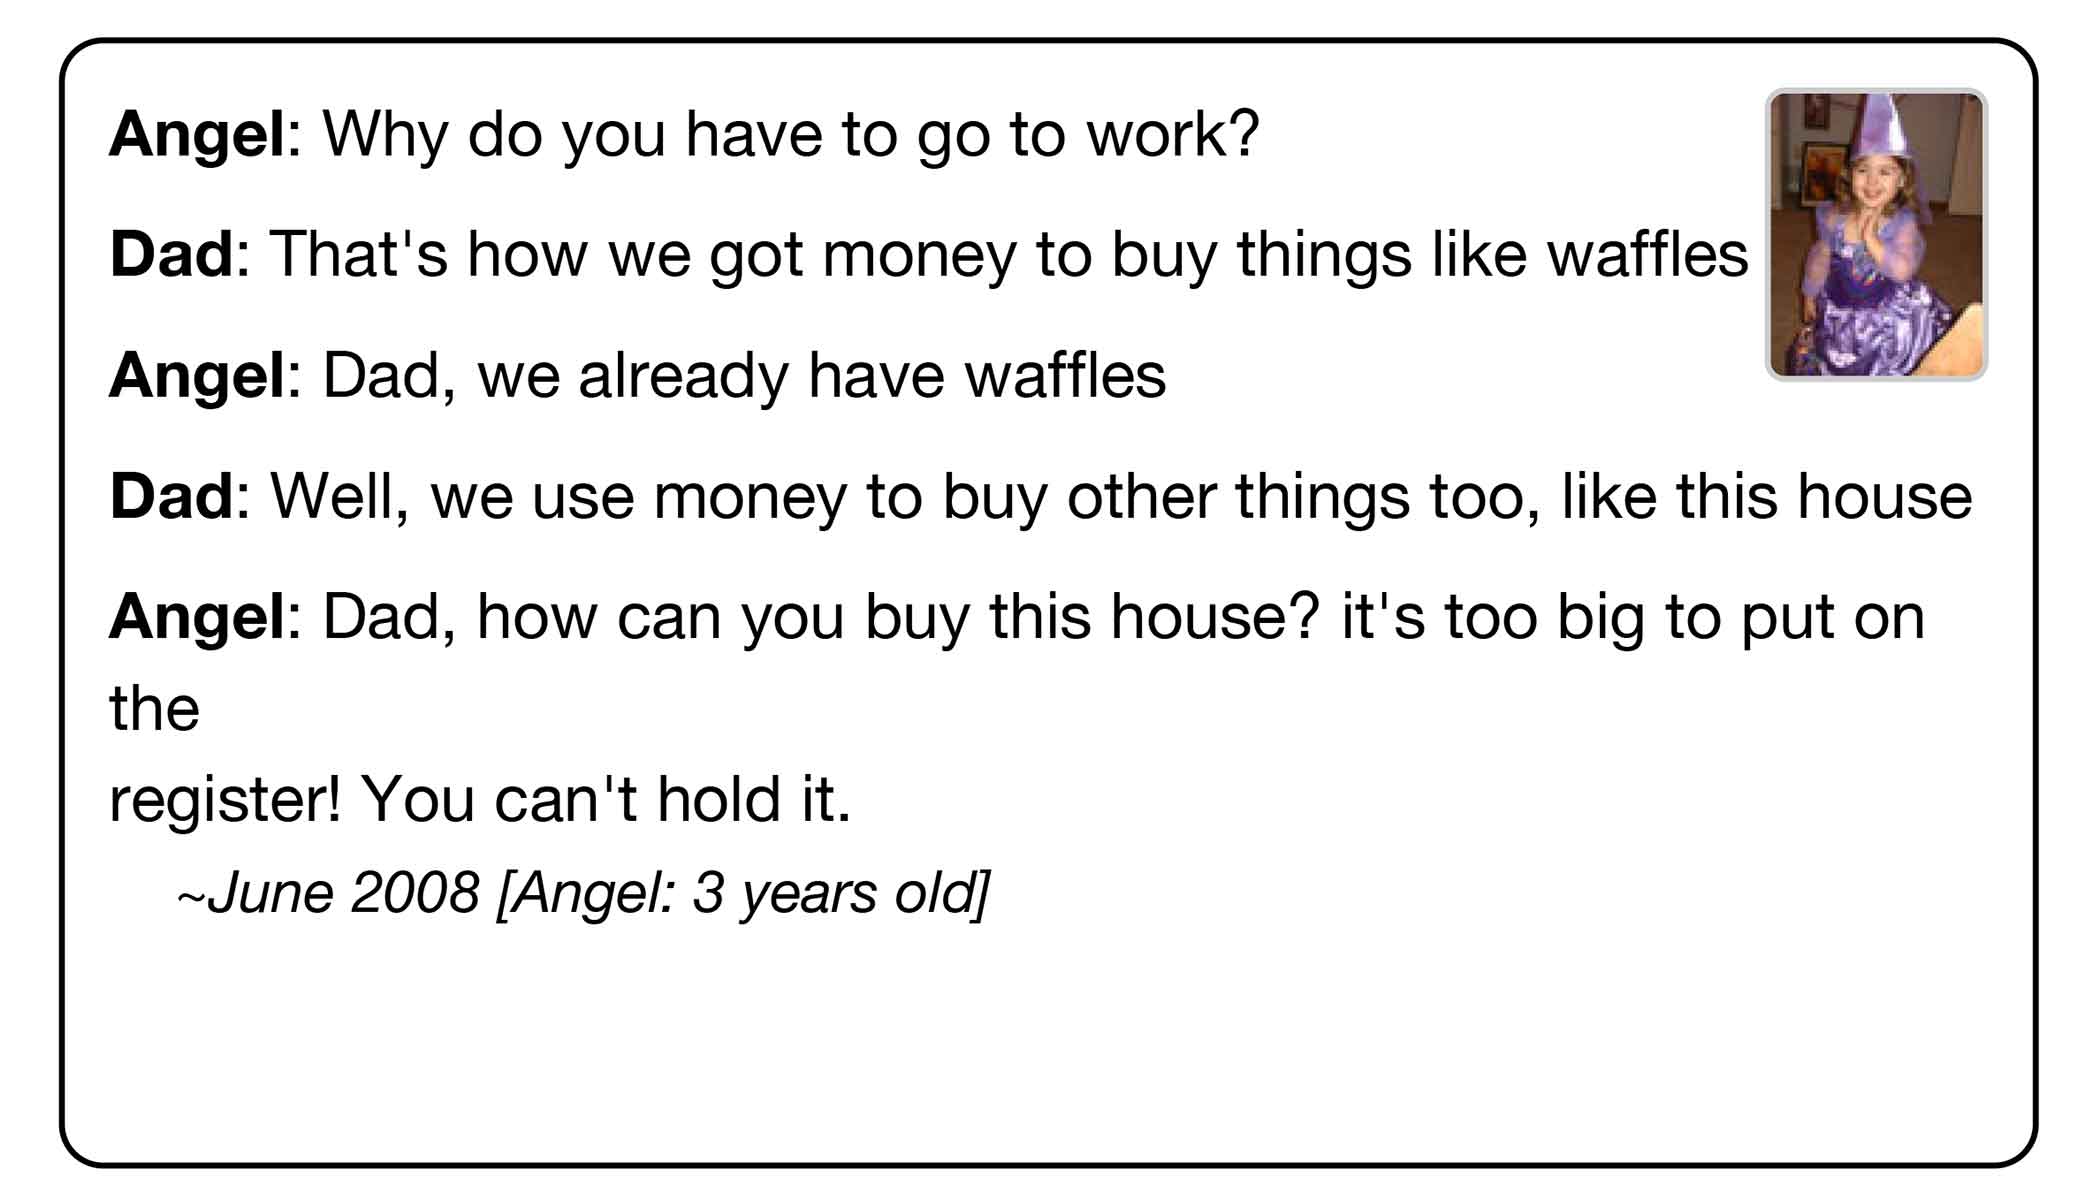 Angel: Why do you have to go to work?
Dad: That's how we got money to buy things like waffles
Angel: Dad, we already have waffles
Dad: Well, we use money to buy other things too, like this house
Angel: Dad, how can you buy this house? it's too big to put on
the
register! You can't hold it.
~June 2008 [Angel: 3 years old]